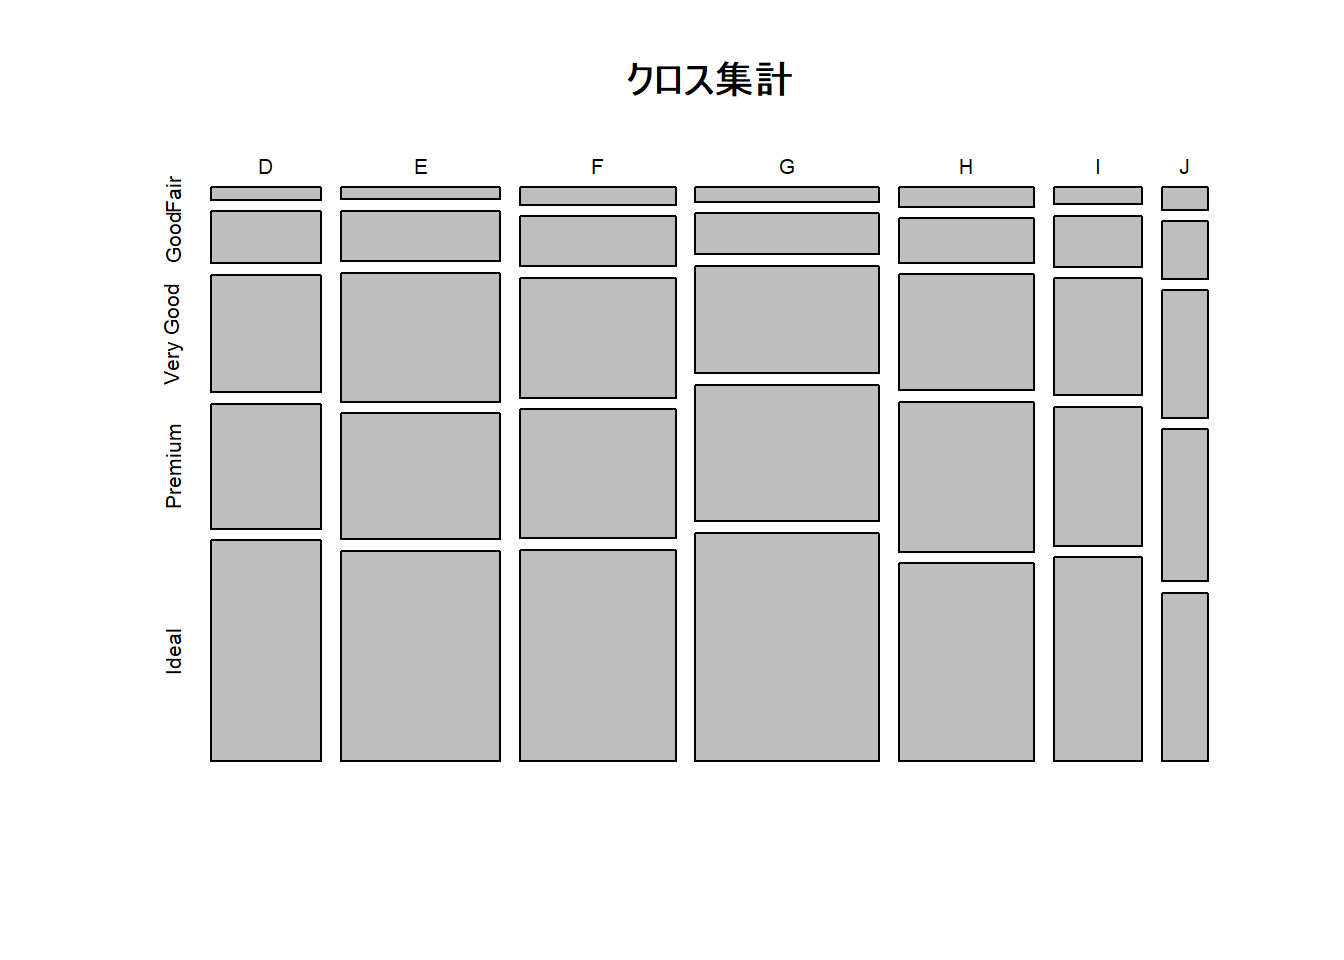 クロス集計
D E F G H I J
Fair
Good
Very Good
Premium
Ideal